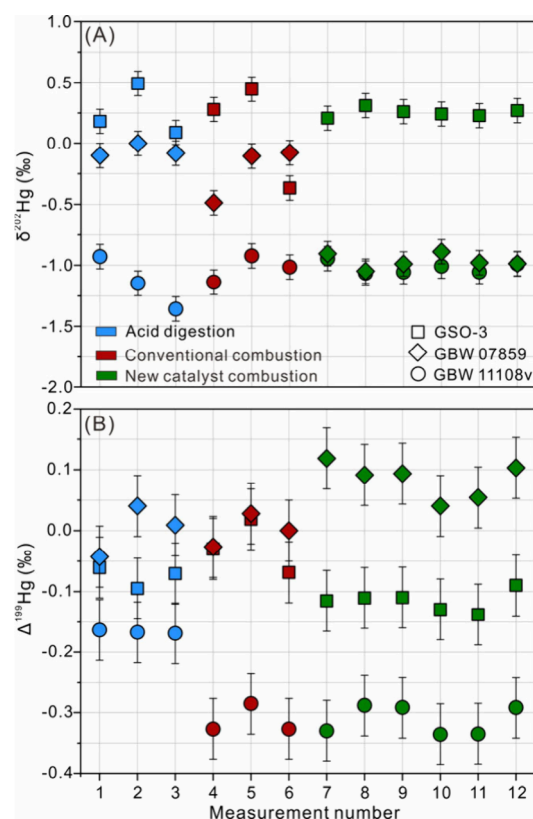 (A)
1.0
0.5
0.0
-0.5
-1.0
-1.5
-2.0
δ²⁰²Hg (‰)
Acid digestion
Conventional combustion
New catalyst combustion
GSO-3
GBW 07859
GBW 11108v
(B)
0.2
0.1
0.0
-0.1
-0.2
-0.3
-0.4
Δ¹⁹⁹Hg (‰)
1 2 3 4 5 6 7 8 9 10 11 12
Measurement number